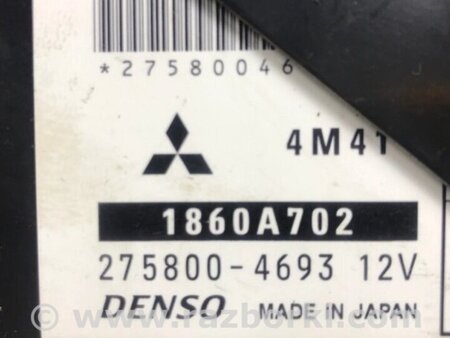 *27580046
4M41
1860A702
275800-4693 12V
DENSO MADE IN JAPAN
www.razborki.com